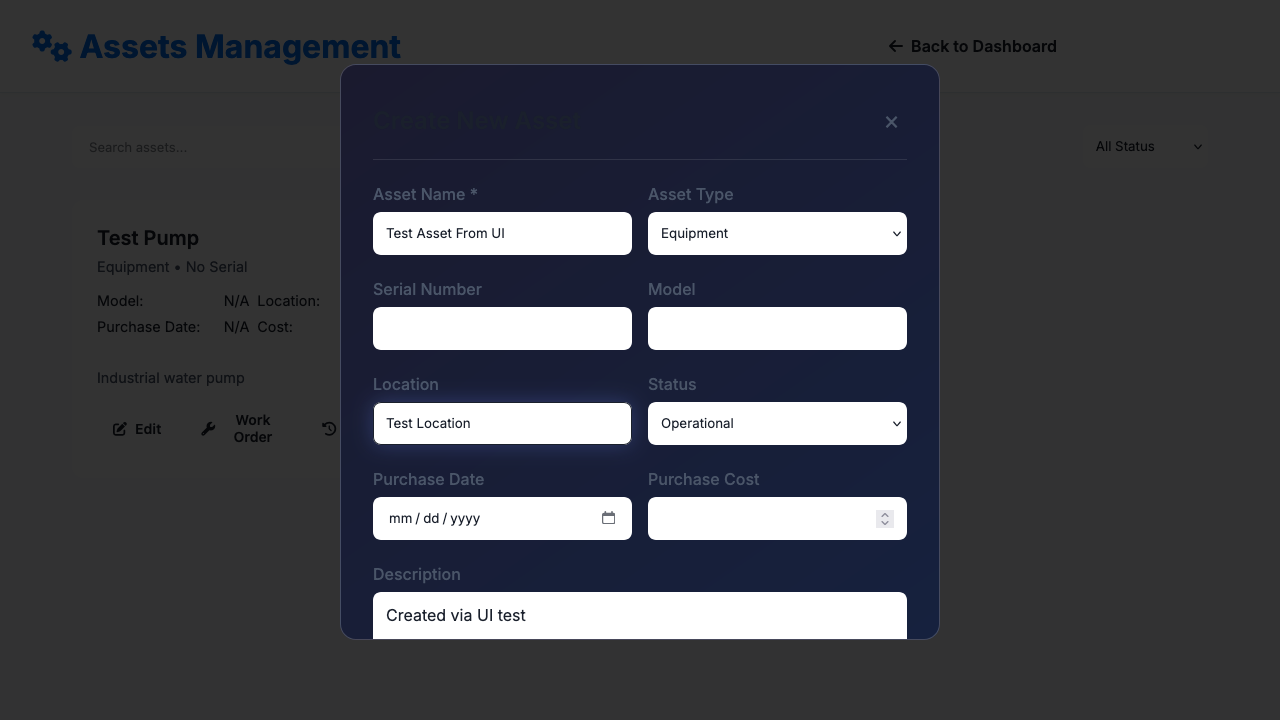 Assets Management
Back to Dashboard
Create New Asset
×
Search assets...
All Status
Asset Name *
Asset Type
Test Asset From UI
Equipment
Serial Number
Model
Location
Status
Test Location
Operational
Purchase Date
Purchase Cost
mm / dd / yyyy
Description
Created via UI test
Test Pump
Equipment • No Serial
Model: N/A Location:
Purchase Date: N/A Cost:
Industrial water pump
Edit
Work
Order